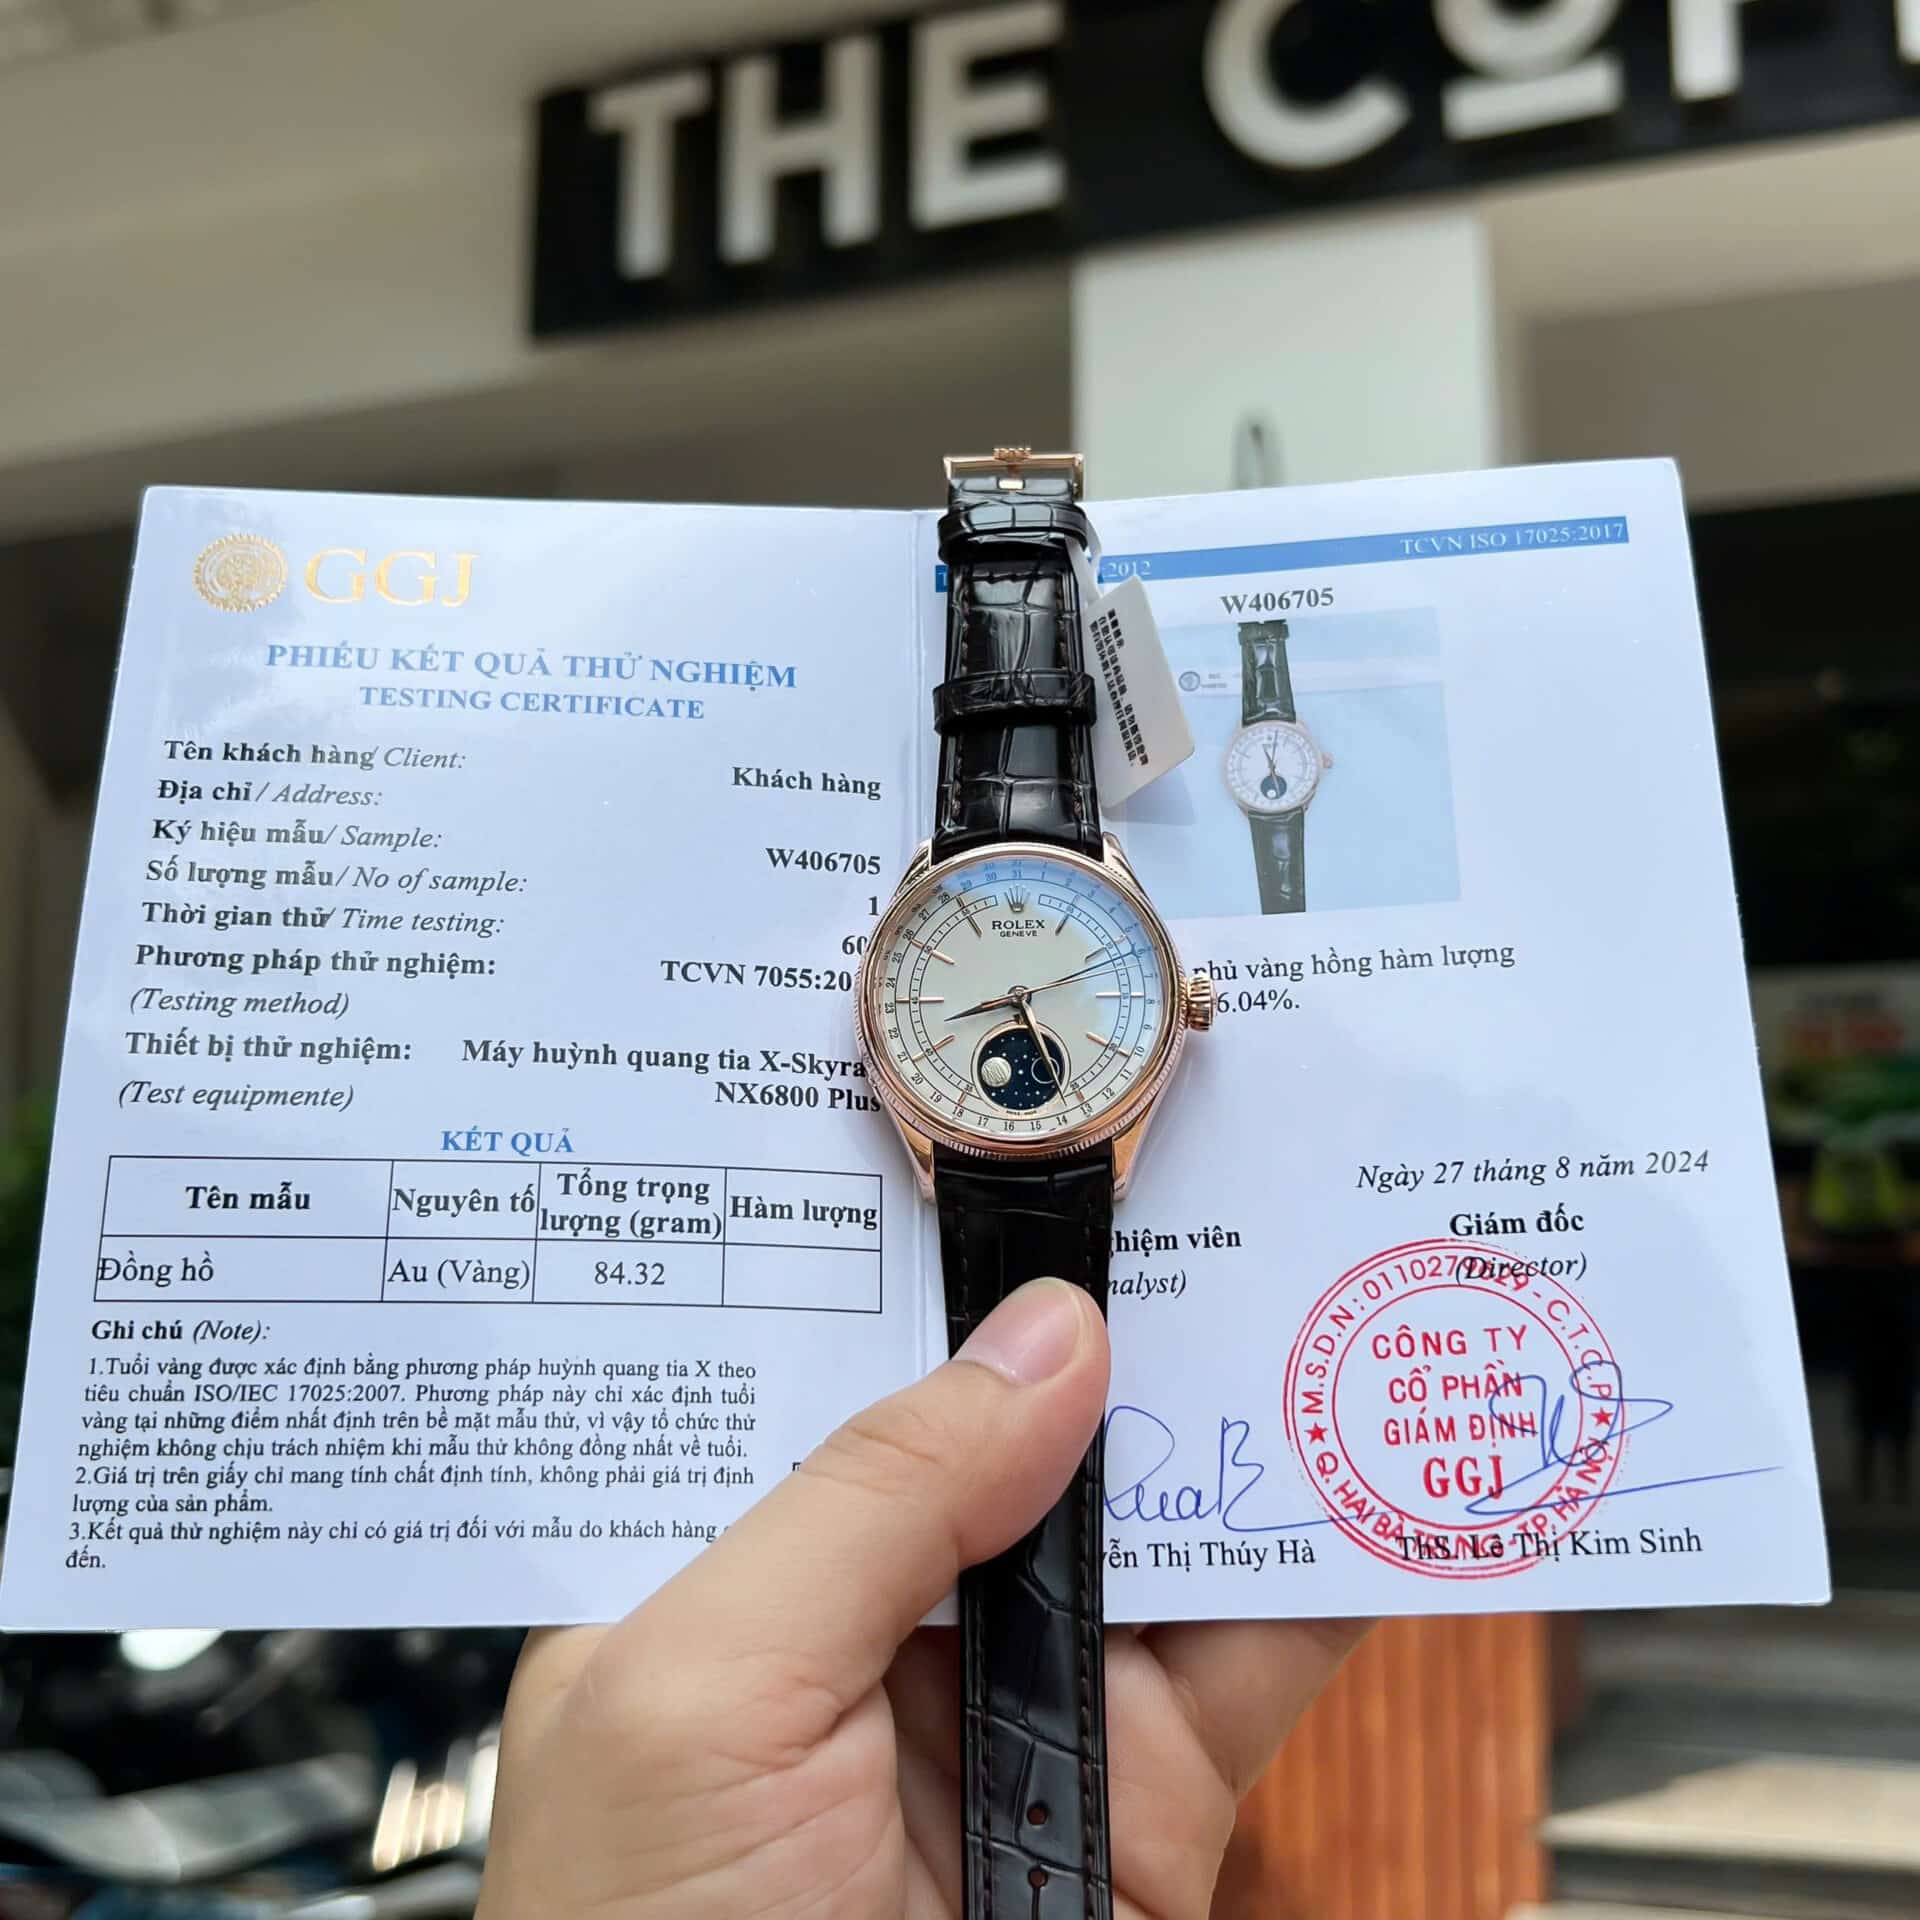 THE
GGJ
PHIẾU KẾT QUẢ THỬ NGHIỆM
TESTING CERTIFICATE
Tên khách hàng/ Client: Khách hàng
Địa chỉ / Address:
Ký hiệu mẫu/ Sample: W406705
Số lượng mẫu/ No of sample: 1
Thời gian thử/ Time testing: 60
Phương pháp thử nghiệm: TCVN 7055:20
(Testing method)
Thiết bị thử nghiệm: Máy huỳnh quang tia X-Skyra
(Test equipmente) NX6800 Plus
KẾT QUẢ
Tên mẫu Nguyên tố Tổng trọng lượng (gram) Hàm lượng
Đồng hồ Au (Vàng) 84.32
Ghi chú (Note):
1.Tuổi vàng được xác định bằng phương pháp huỳnh quang tia X theo
tiêu chuẩn ISO/IEC 17025:2007. Phương pháp này chỉ xác định tuổi
vàng tại những điểm nhất định trên bề mặt mẫu thử, vì vậy tổ chức thử
nghiệm không chịu trách nhiệm khi mẫu thử không đồng nhất về tuổi.
2.Giá trị trên giấy chỉ mang tính chất định tính, không phải giá trị định
lượng của sản phẩm.
3.Kết quả thử nghiệm này chỉ có giá trị đối với mẫu do khách hàng
đến.
:2012 TCVN ISO 17025:2017
W406705
phủ vàng hồng hàm lượng
6.04%.
ROLEX
GENEVE
Ngày 27 tháng 8 năm 2024
hiệm viên Giám đốc
alyst) (Director)
CÔNG TY
CỔ PHẦN
GIÁM ĐỊNH
GGJ
ễn Thị Thúy Hà ThS. Lê Thị Kim Sinh